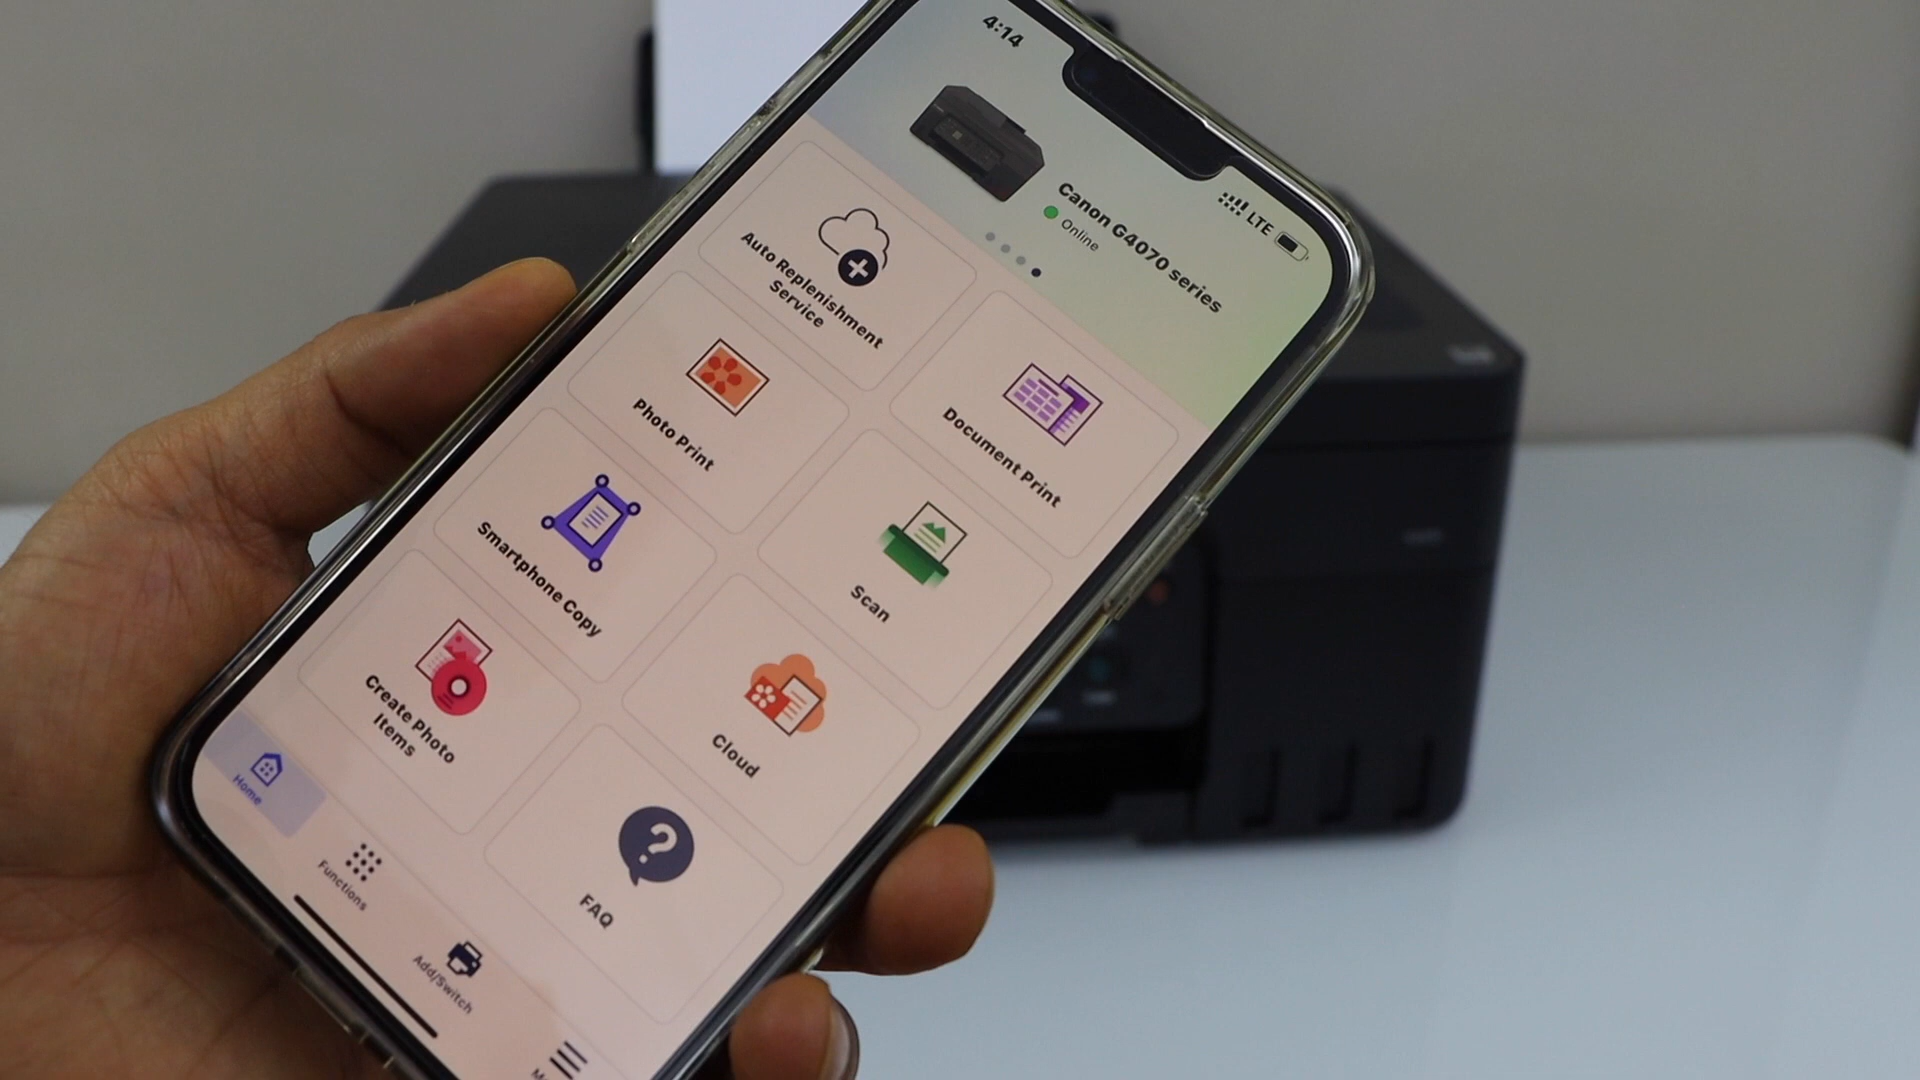 4:14
LTE
Canon G4070 series
Online
Auto Replenishment
Service
Document Print
Photo Print
Scan
Smartphone Copy
Cloud
Create Photo
Items
FAQ
Home
Functions
Add/Switch